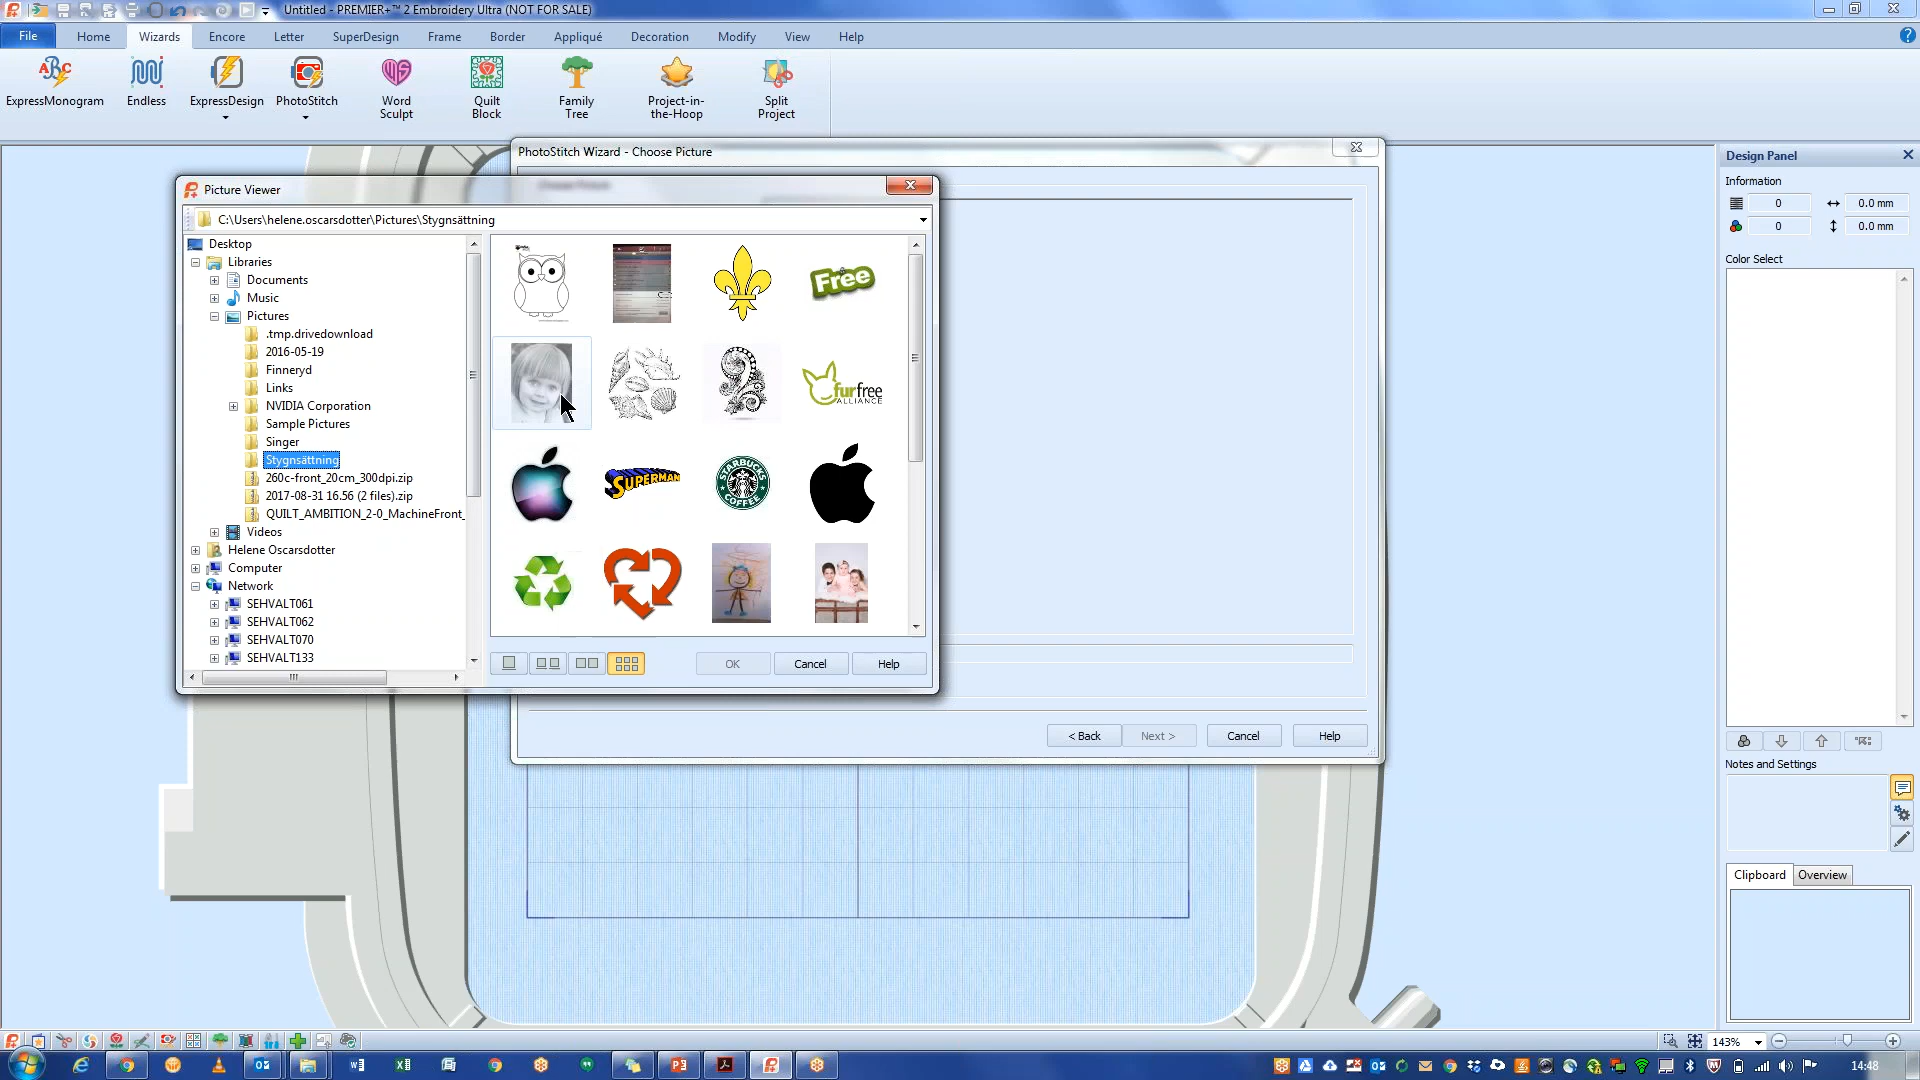 Untitled - PREMIER+™ 2 Embroidery Ultra (NOT FOR SALE)
File Home Wizards Encore Letter SuperDesign Frame Border Appliqué Decoration Modify View Help
ExpressMonogram Endless ExpressDesign PhotoStitch Word Sculpt Quilt Block Family Tree Project-in-the-Hoop Split Project
PhotoStitch Wizard - Choose Picture
Design Panel
Information
0 0.0 mm
0 0.0 mm
Color Select
Picture Viewer
C:\Users\helene.oscarsdotter\Pictures\Stygnsättning
Desktop
Libraries
Documents
Music
Pictures
.tmp.drivedownload
2016-05-19
Finneryd
Links
NVIDIA Corporation
Sample Pictures
Singer
Stygnsättning
260c-front_20cm_300dpi.zip
2017-08-31 16.56 (2 files).zip
QUILT_AMBITION_2-0_MachineFront_
Videos
Helene Oscarsdotter
Computer
Network
SEHVALT061
SEHVALT062
SEHVALT070
SEHVALT133
Free
furfree
ALLIANCE
SUPERMAN
STARBUCKS
COFFEE
OK Cancel Help
< Back Next > Cancel Help
Notes and Settings
Clipboard Overview
143%
14:48